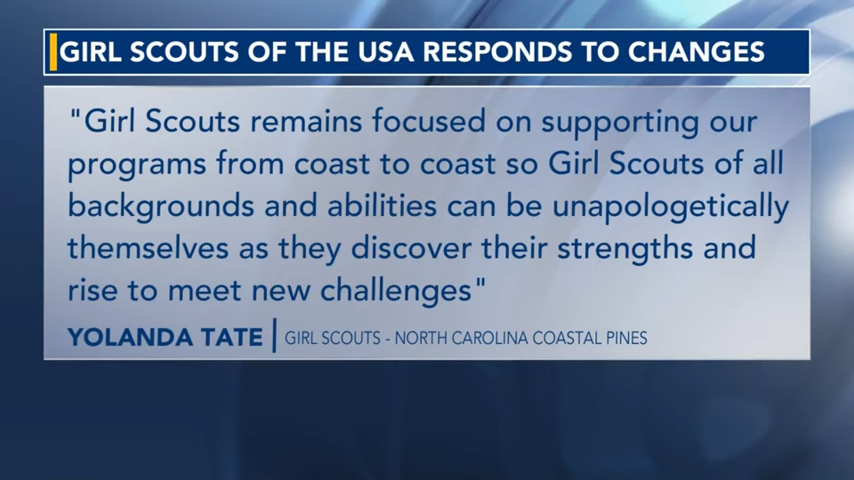 GIRL SCOUTS OF THE USA RESPONDS TO CHANGES
"Girl Scouts remains focused on supporting our
programs from coast to coast so Girl Scouts of all
backgrounds and abilities can be unapologetically
themselves as they discover their strengths and
rise to meet new challenges"
YOLANDA TATE | GIRL SCOUTS - NORTH CAROLINA COASTAL PINES